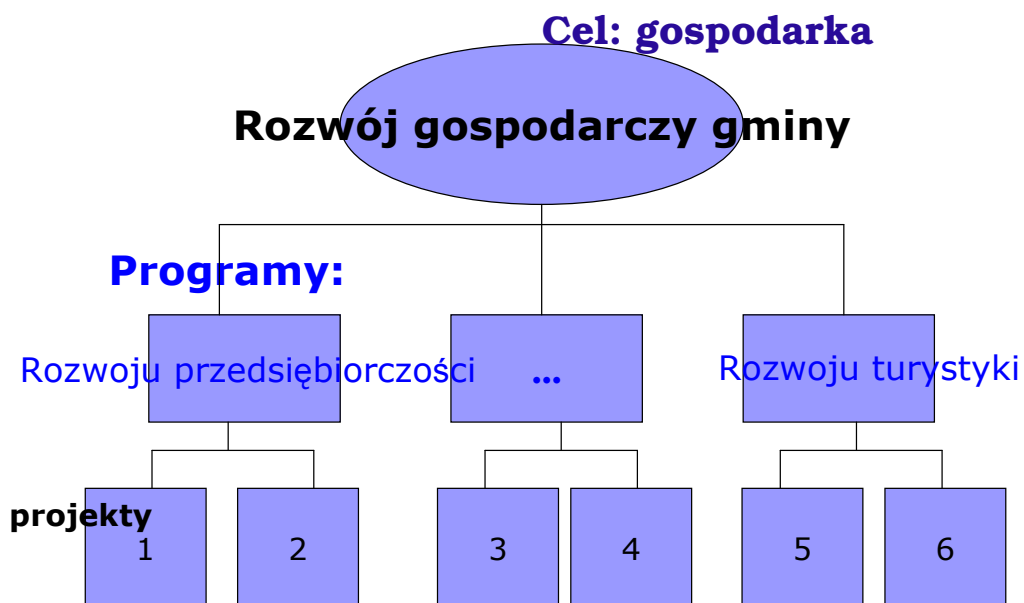 Cel: gospodarka
Rozwój gospodarczy gminy
Programy:
Rozwoju przedsiębiorczości
...
Rozwoju turystyki
projekty
1
2
3
4
5
6